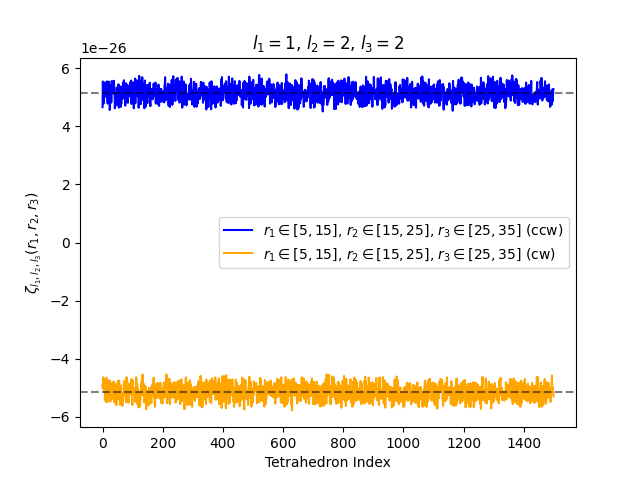 l₁ = 1, l₂ = 2, l₃ = 2
1e−26
6
4
2
0
−2
−4
−6
ζ_{l₁,l₂,l₃}(r₁, r₂, r₃)
r₁ ∈ [5, 15], r₂ ∈ [15, 25], r₃ ∈ [25, 35] (ccw)
r₁ ∈ [5, 15], r₂ ∈ [15, 25], r₃ ∈ [25, 35] (cw)
0 200 400 600 800 1000 1200 1400
Tetrahedron Index